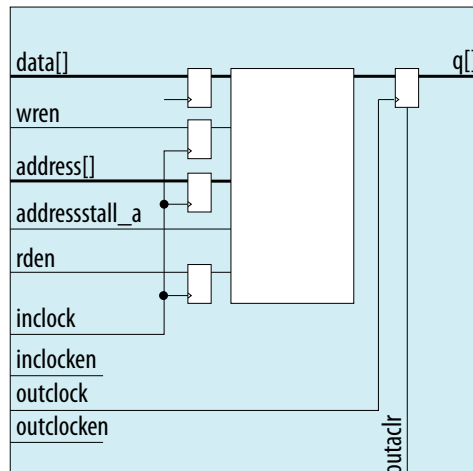 data[]
q[]
wren
address[]
addressstall_a
rden
inclock
inclocken
outclock
outclocken
outaclr